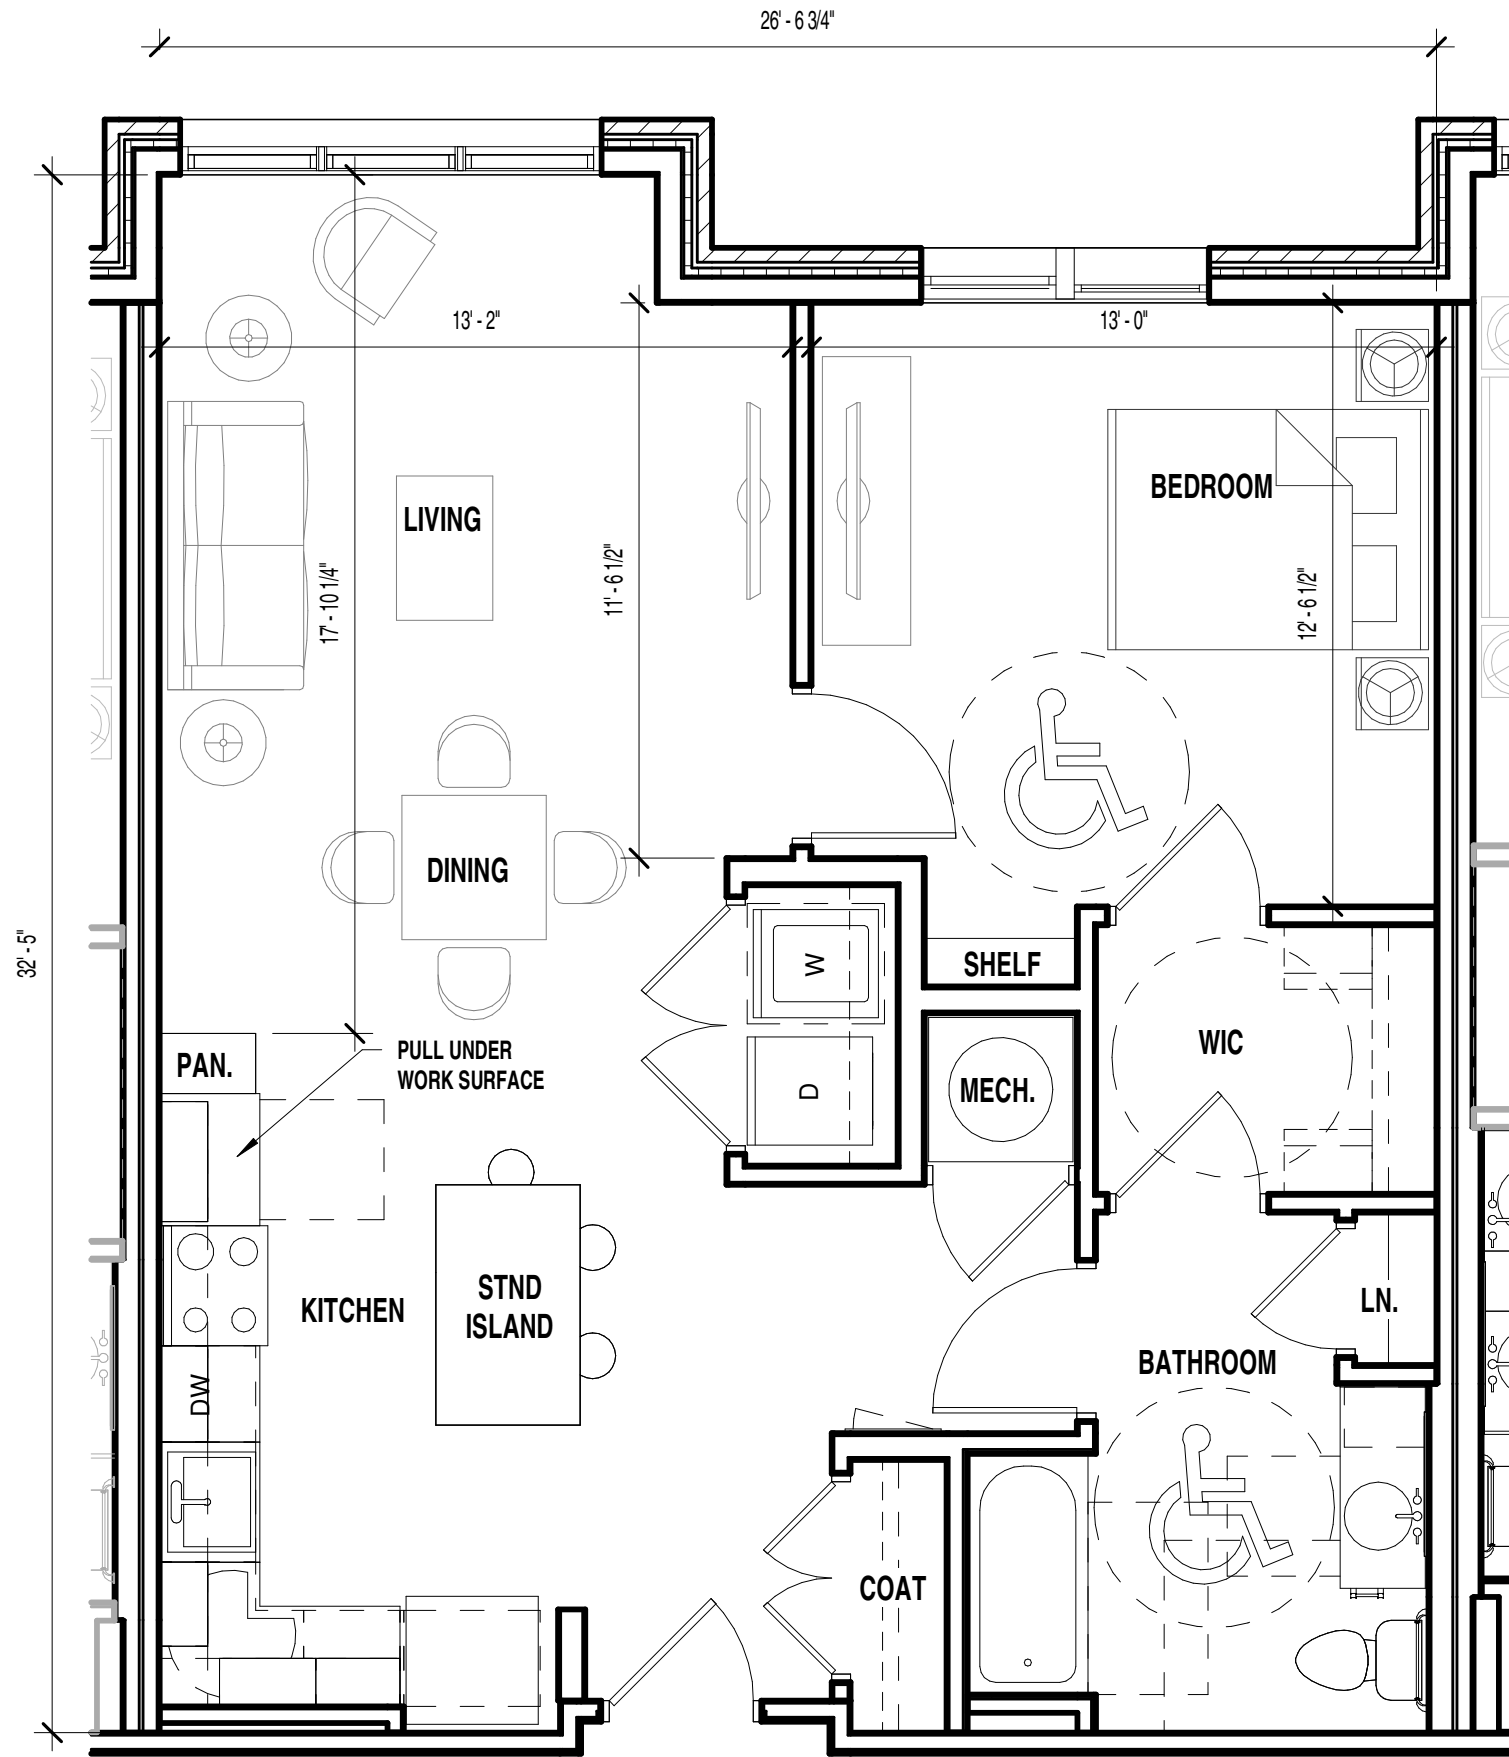 26' - 6 3/4"
13' - 2"
13' - 0"
LIVING
BEDROOM
17' - 10 1/4"
11' - 6 1/2"
12' - 6 1/2"
DINING
32' - 5"
W
SHELF
PAN.
PULL UNDER
WORK SURFACE
WIC
D
MECH.
KITCHEN
STND
ISLAND
LN.
BATHROOM
DW
COAT